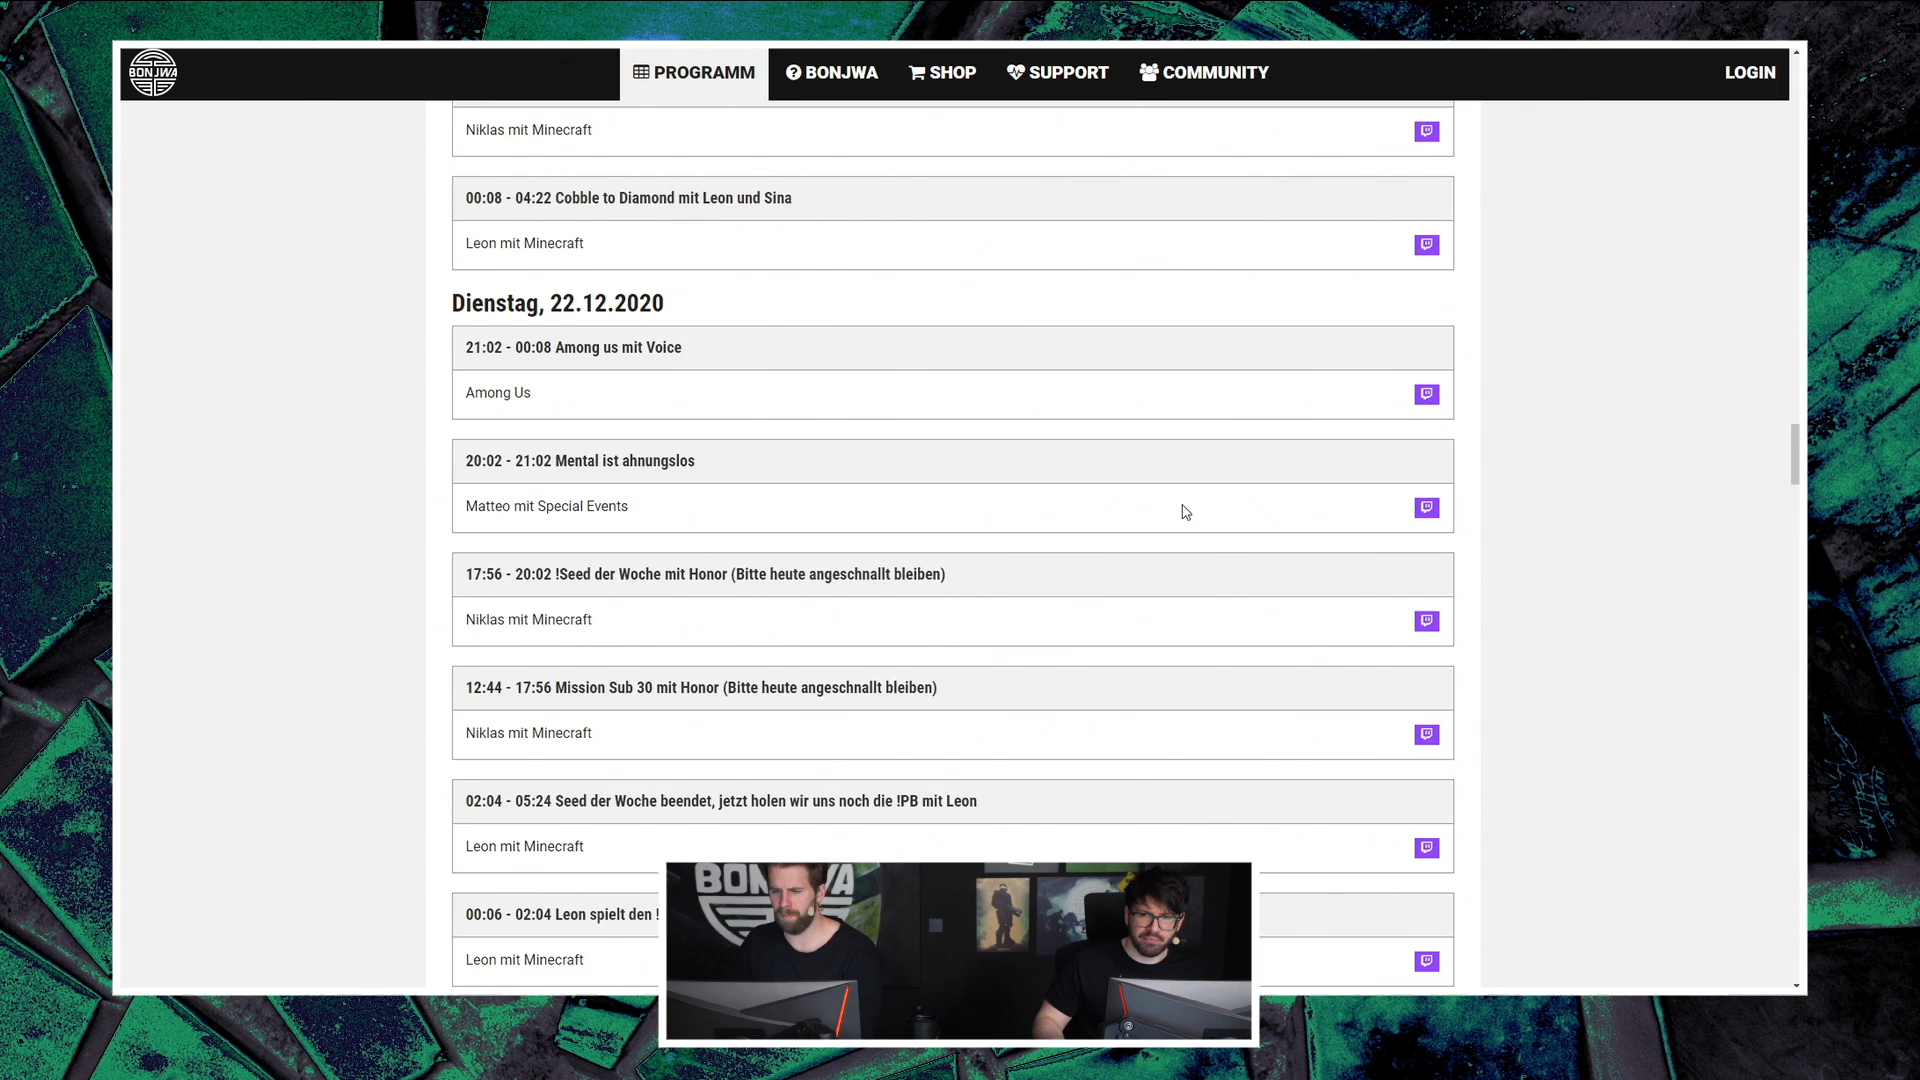 BONJWA
PROGRAMM
BONJWA
SHOP
SUPPORT
COMMUNITY
LOGIN
Niklas mit Minecraft
00:08 - 04:22 Cobble to Diamond mit Leon und Sina
Leon mit Minecraft
Dienstag, 22.12.2020
21:02 - 00:08 Among us mit Voice
Among Us
20:02 - 21:02 Mental ist ahnungslos
Matteo mit Special Events
17:56 - 20:02 !Seed der Woche mit Honor (Bitte heute angeschnallt bleiben)
Niklas mit Minecraft
12:44 - 17:56 Mission Sub 30 mit Honor (Bitte heute angeschnallt bleiben)
Niklas mit Minecraft
02:04 - 05:24 Seed der Woche beendet, jetzt holen wir uns noch die !PB mit Leon
Leon mit Minecraft
00:06 - 02:04 Leon spielt den !
Leon mit Minecraft